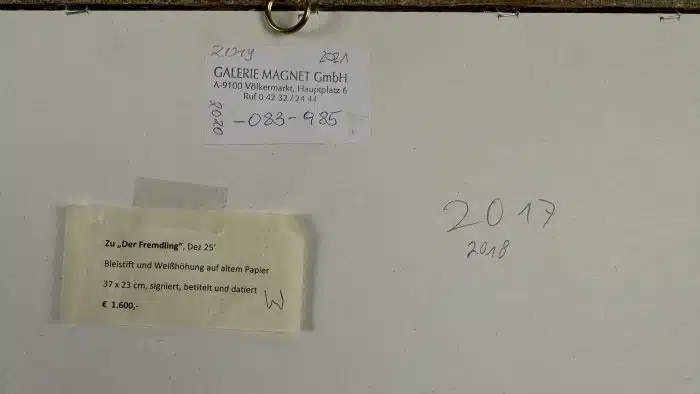 2019 2021
GALERIE MAGNET GmbH
A-9100 Völkermarkt, Hauptplatz 6
Ruf 0 42 32 / 24 44
2020
-083-985
Zu „Der Fremdling“, Dez 25'
Bleistift und Weißhöhung auf altem Papier
37 x 23 cm, signiert, betitelt und datiert
€ 1.600,-
W
2017
2018